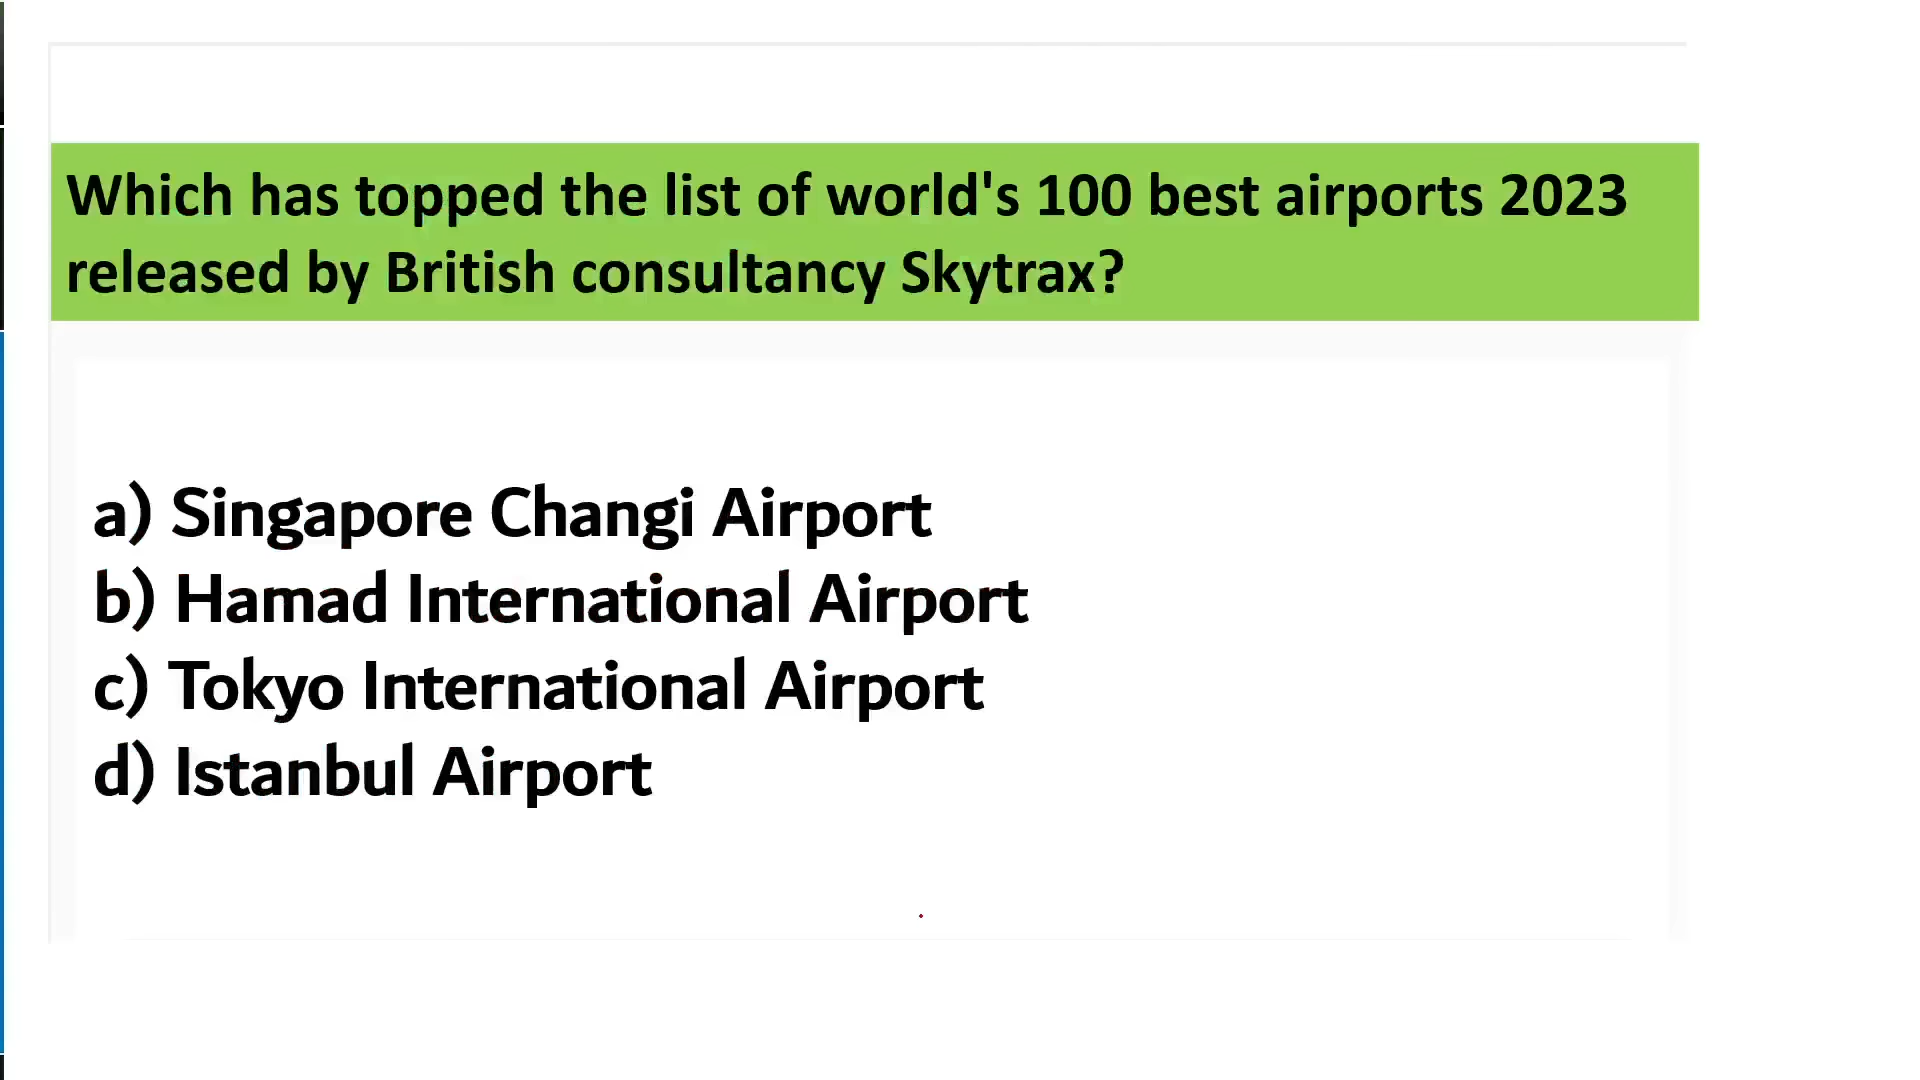 Which has topped the list of world's 100 best airports 2023
released by British consultancy Skytrax?
a) Singapore Changi Airport
b) Hamad International Airport
c) Tokyo International Airport
d) Istanbul Airport